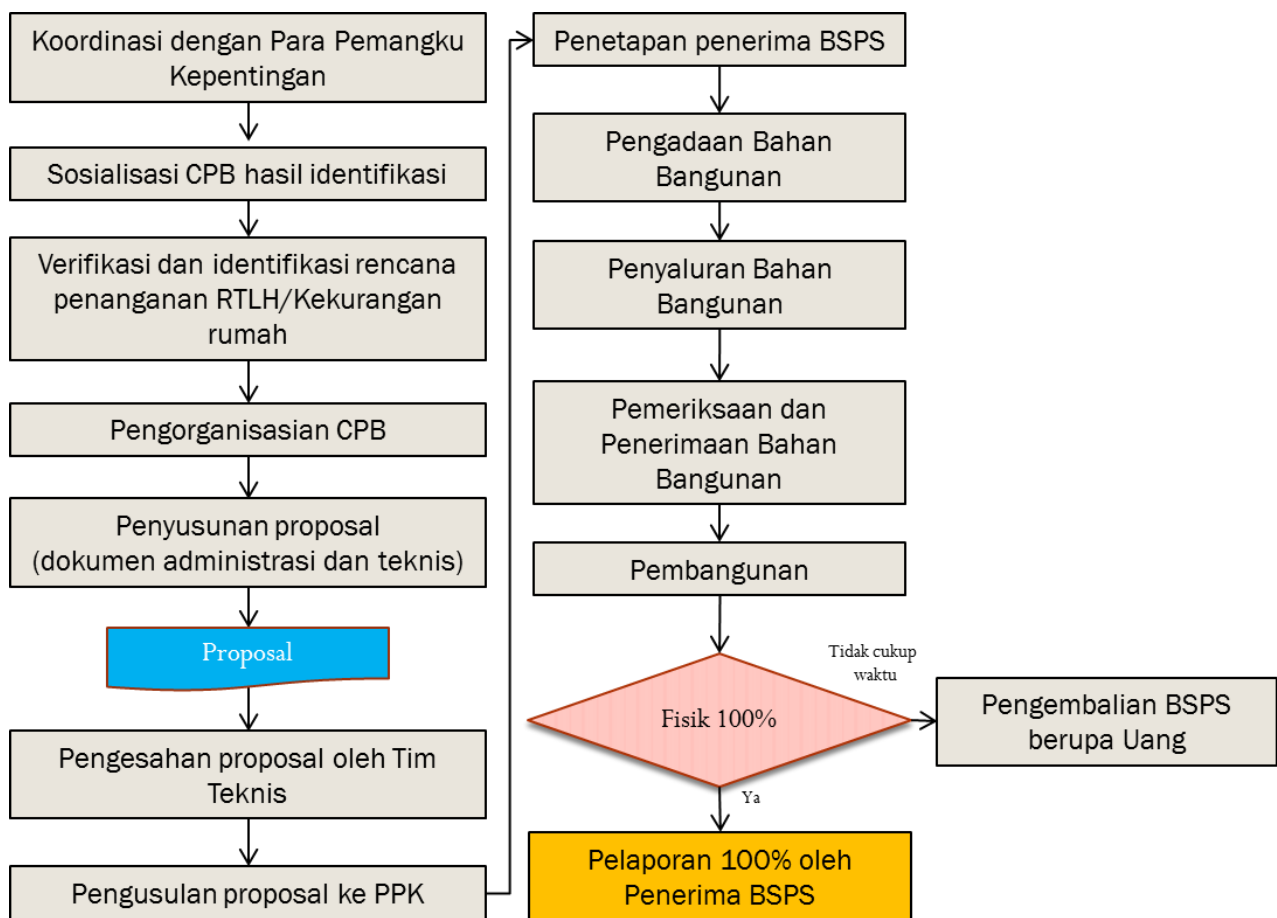 Koordinasi dengan Para Pemangku
Kepentingan
Sosialisasi CPB hasil identifikasi
Verifikasi dan identifikasi rencana
penanganan RTLH/Kekurangan
rumah
Pengorganisasian CPB
Penyusunan proposal
(dokumen administrasi dan teknis)
Proposal
Pengesahan proposal oleh Tim
Teknis
Pengusulan proposal ke PPK
Penetapan penerima BSPS
Pengadaan Bahan
Bangunan
Penyaluran Bahan
Bangunan
Pemeriksaan dan
Penerimaan Bahan
Bangunan
Pembangunan
Fisik 100%
Tidak cukup
waktu
Pengembalian BSPS
berupa Uang
Ya
Pelaporan 100% oleh
Penerima BSPS